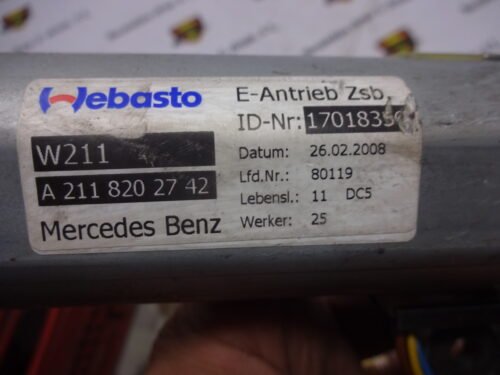 Webasto
W211
A 211 820 27 42
Mercedes Benz
E-Antrieb Zsb.
ID-Nr:
Datum: 26.02.2008
Lfd.Nr.: 80119
Lebensl.: 11 DC5
Werker: 25